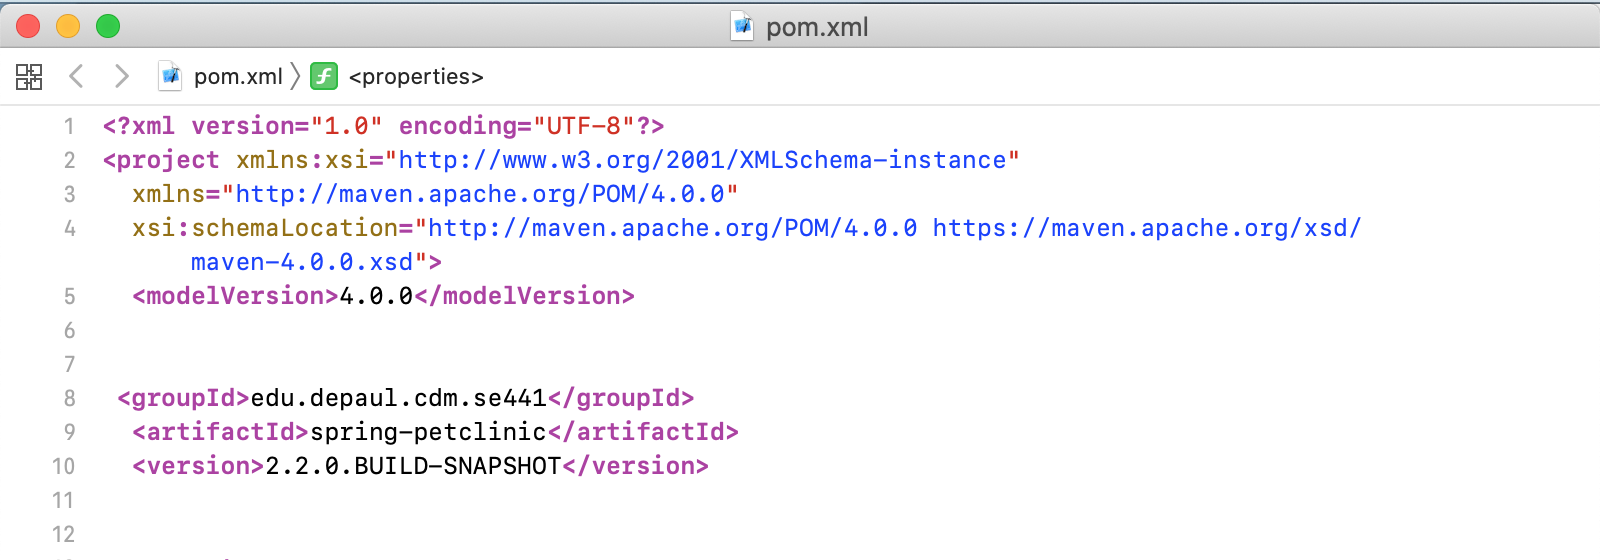 pom.xml
pom.xml 〉 f <properties>
1 <?xml version="1.0" encoding="UTF-8"?>
2 <project xmlns:xsi="http://www.w3.org/2001/XMLSchema-instance"
3 xmlns="http://maven.apache.org/POM/4.0.0"
4 xsi:schemaLocation="http://maven.apache.org/POM/4.0.0 https://maven.apache.org/xsd/
maven-4.0.0.xsd">
5 <modelVersion>4.0.0</modelVersion>
6
7
8 <groupId>edu.depaul.cdm.se441</groupId>
9 <artifactId>spring-petclinic</artifactId>
10 <version>2.2.0.BUILD-SNAPSHOT</version>
11
12